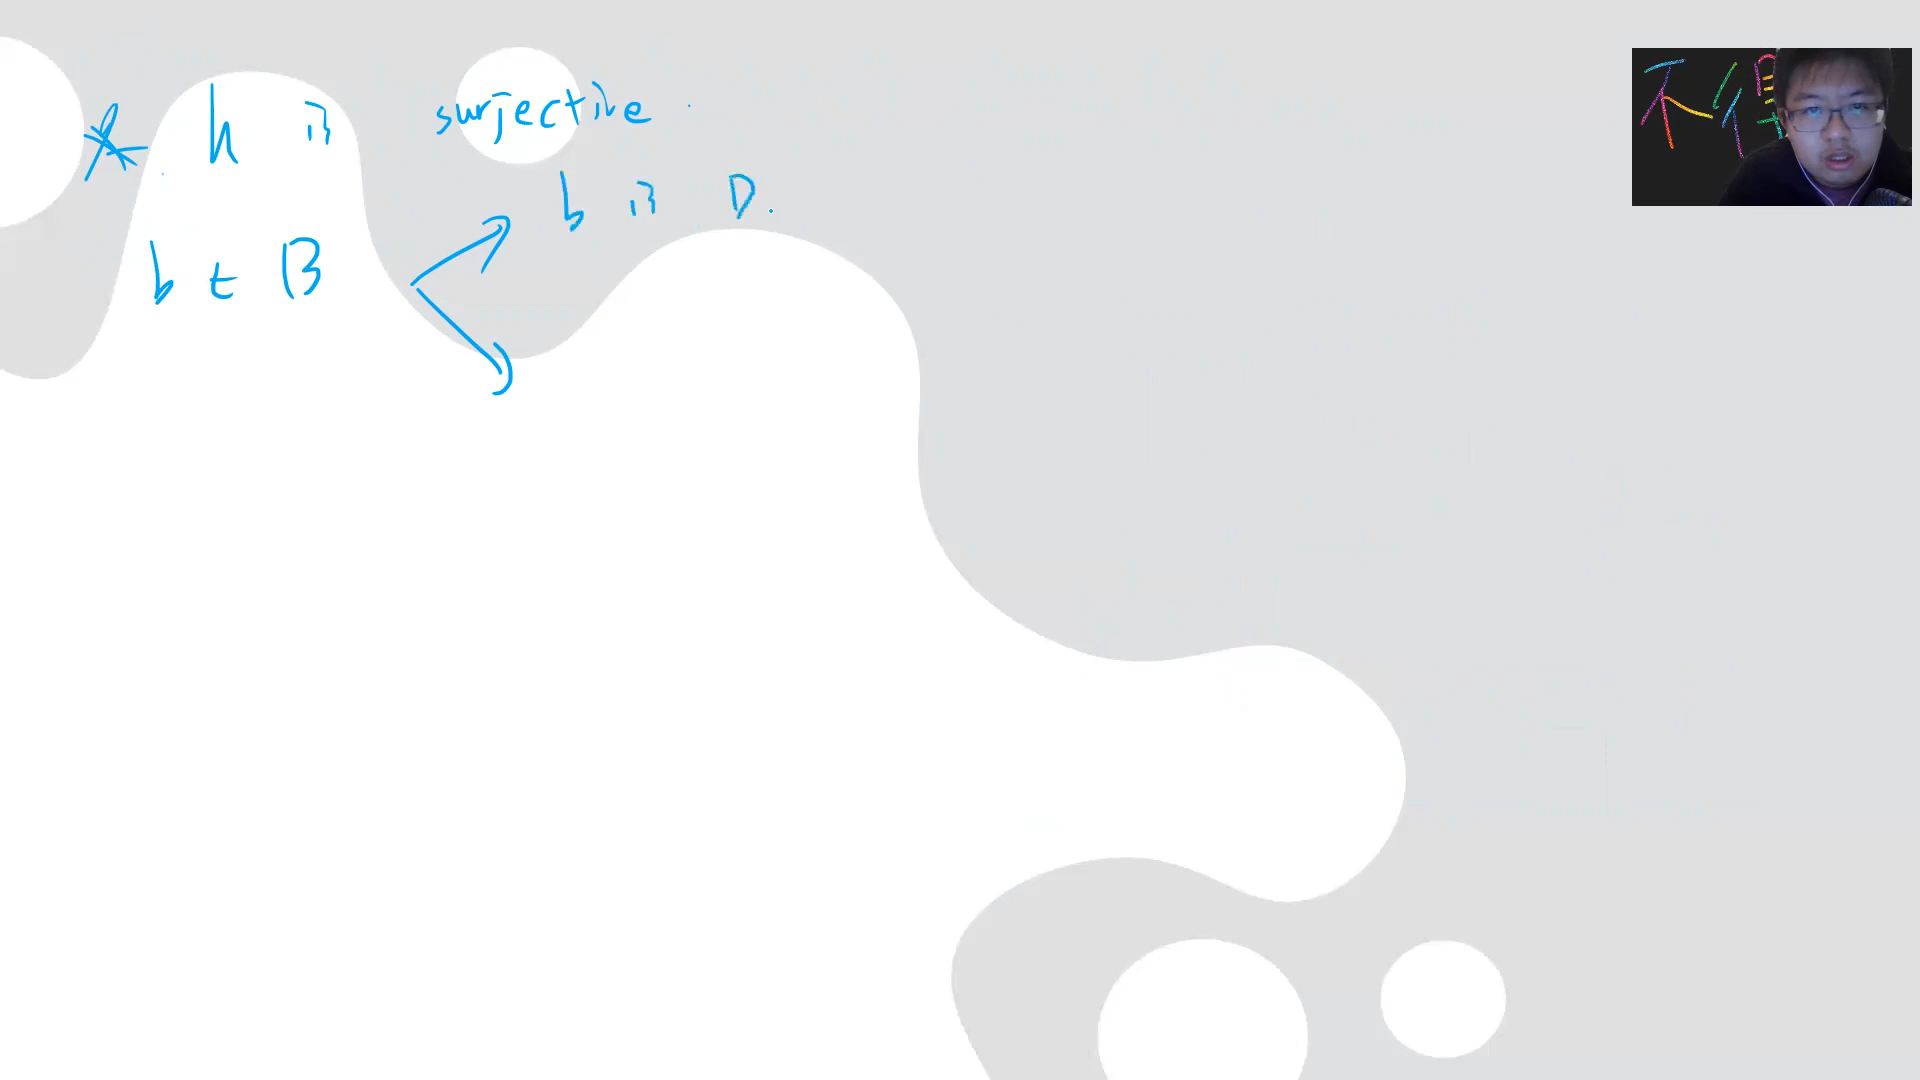 * h is surjective.
b ∈ B
b is D.
不得